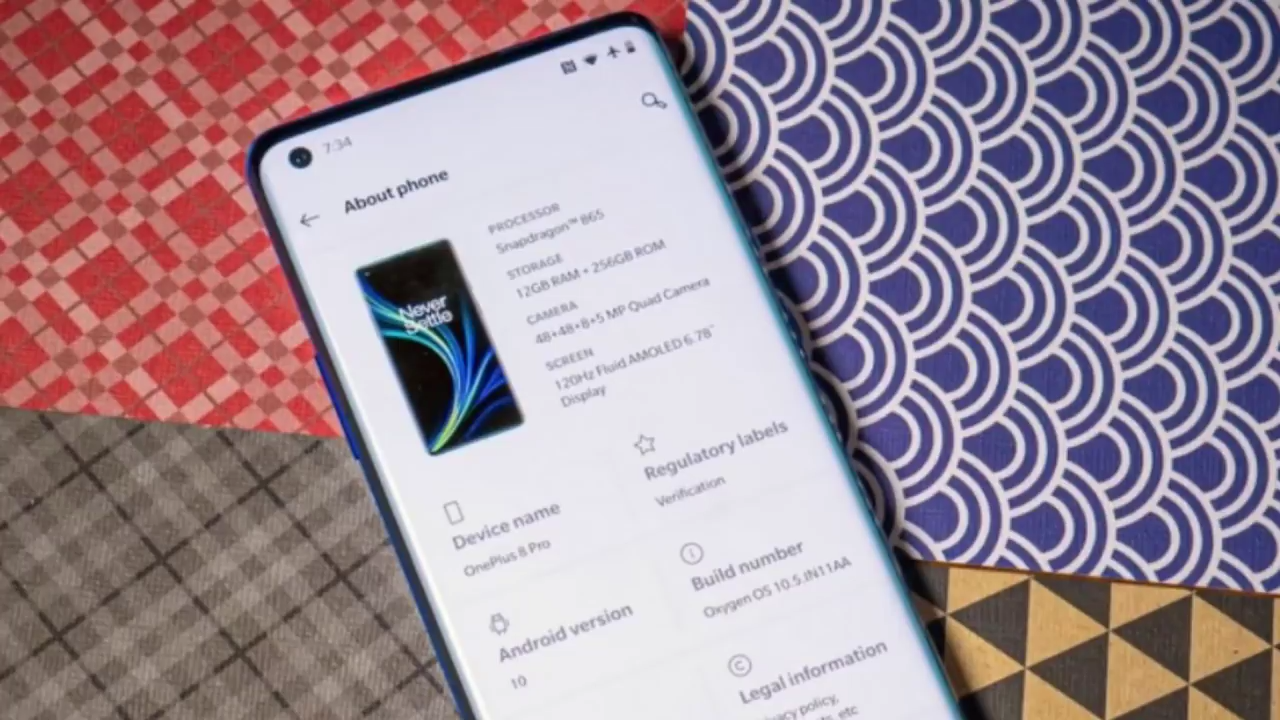 7:34
About phone
Never
Settle
PROCESSOR
Snapdragon™ 865
STORAGE
12GB RAM + 256GB ROM
CAMERA
48+48+8+5 MP Quad Camera
SCREEN
120Hz Fluid AMOLED 6.78"
Display
Device name
OnePlus 8 Pro
Regulatory labels
Verification
Android version
10
Build number
Oxygen OS 10.5.IN11AA
Legal information
policy,
etc